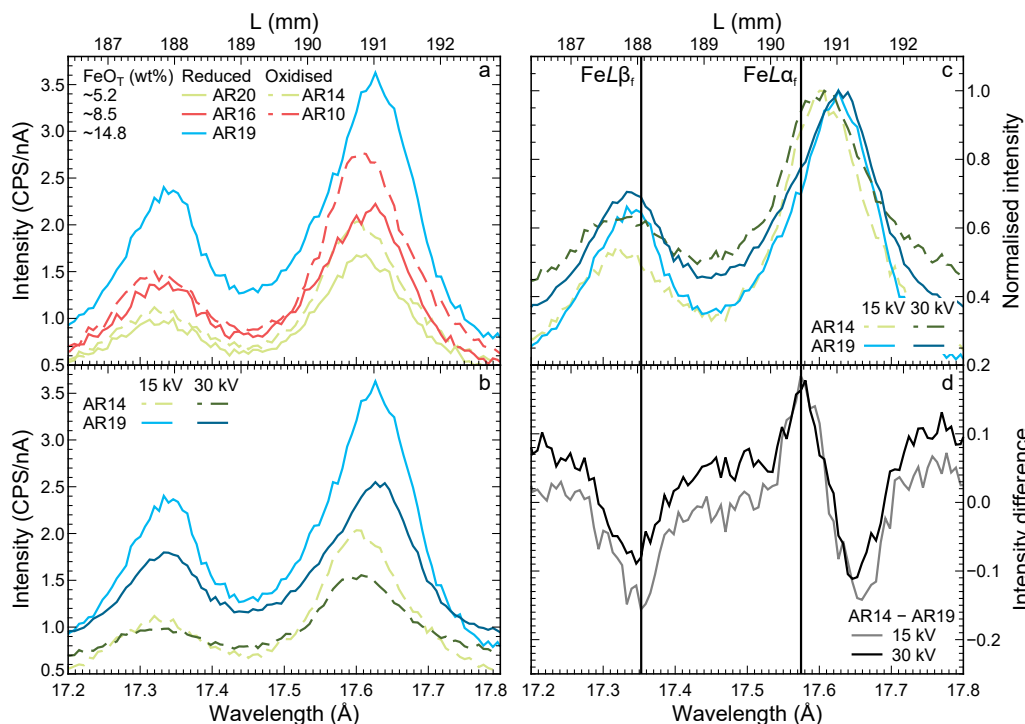 L (mm)
L (mm)
187 188 189 190 191 192
187 188 189 190 191 192
FeO_T (wt%) Reduced Oxidised
~5.2 AR20 AR14
~8.5 AR16 AR10
~14.8 AR19
a
Intensity (CPS/nA)
3.5
3.0
2.5
2.0
1.5
1.0
0.5
FeLβ_f
FeLα_f
c
1.0
0.8
0.6
0.4
0.2
Normalised intensity
15 kV 30 kV
AR14
AR19
15 kV 30 kV
AR14
AR19
b
Intensity (CPS/nA)
3.5
3.0
2.5
2.0
1.5
1.0
0.5
17.2 17.3 17.4 17.5 17.6 17.7 17.8
Wavelength (Å)
d
0.2
0.1
0.0
−0.1
−0.2
Intensity difference
AR14 − AR19
15 kV
30 kV
17.2 17.3 17.4 17.5 17.6 17.7 17.8
Wavelength (Å)